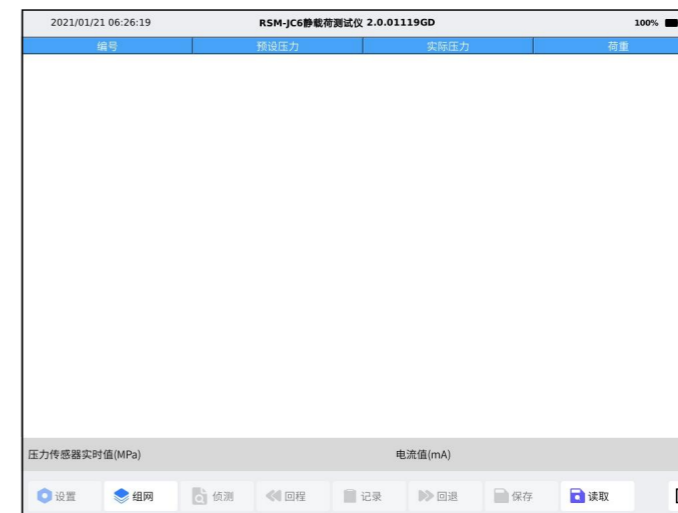 2021/01/21 06:26:19 RSM-JC6静载荷测试仪 2.0.01119GD 100%
编号 预设压力 实际压力 荷重
压力传感器实时值(MPa) 电流值(mA)
设置 组网 侦测 回程 记录 回退 保存 读取